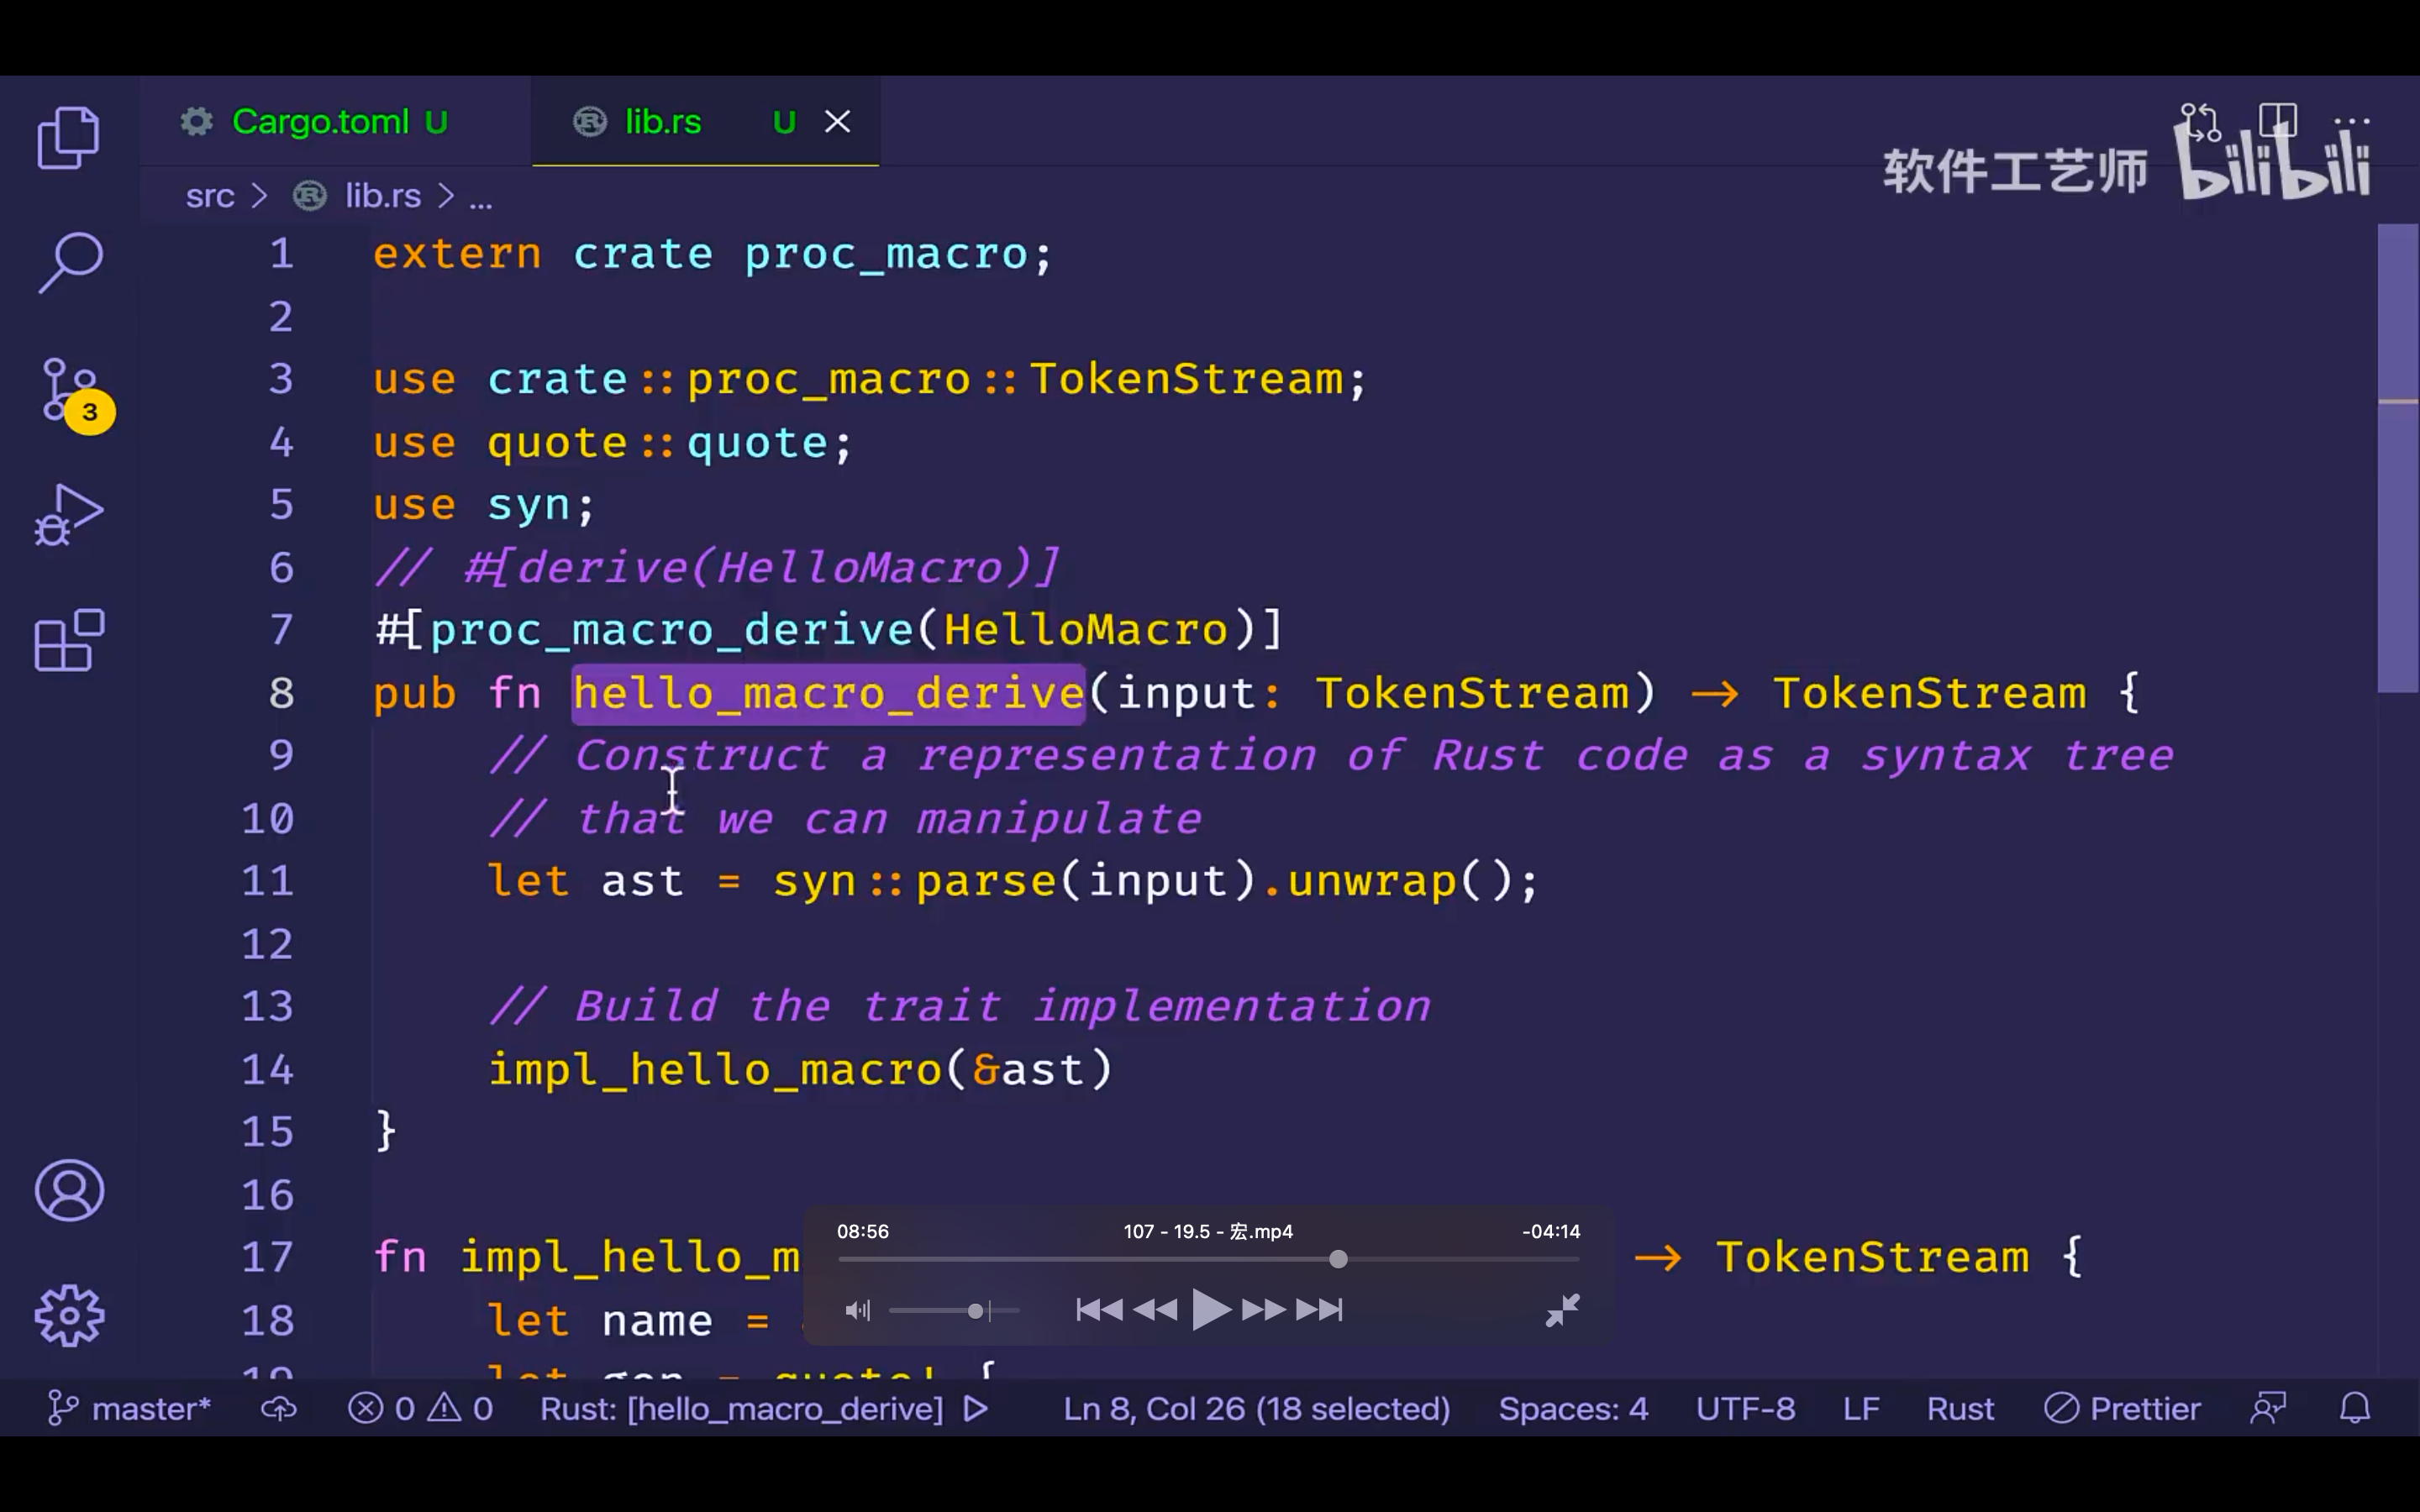 Cargo.toml U
lib.rs U
软件工艺师 bilibili
src > lib.rs > ...
1 extern crate proc_macro;
2
3 use crate::proc_macro::TokenStream;
4 use quote::quote;
5 use syn;
6 // #[derive(HelloMacro)]
7 #[proc_macro_derive(HelloMacro)]
8 pub fn hello_macro_derive(input: TokenStream) -> TokenStream {
9 // Construct a representation of Rust code as a syntax tree
10 // that we can manipulate
11 let ast = syn::parse(input).unwrap();
12
13 // Build the trait implementation
14 impl_hello_macro(&ast)
15 }
16
17 fn impl_hello_m -> TokenStream {
18 let name =
19 let gen = quote! {
3
08:56 107 - 19.5 - 宏.mp4 -04:14
master* 0 0 Rust: [hello_macro_derive] Ln 8, Col 26 (18 selected) Spaces: 4 UTF-8 LF Rust Prettier